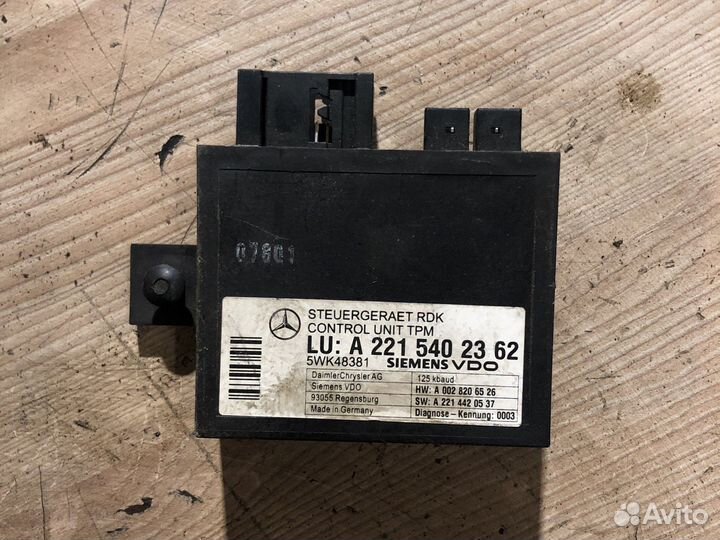 07601
STEUERGERAET RDK
CONTROL UNIT TPM
LU: A 221 540 23 62
5WK48381 SIEMENS VDO
DaimlerChrysler AG
Siemens VDO
93055 Regensburg
Made in Germany
125 kbaud
HW: A 002 820 65 26
SW: A 221 442 05 37
Diagnose - Kennung: 0003
Avito